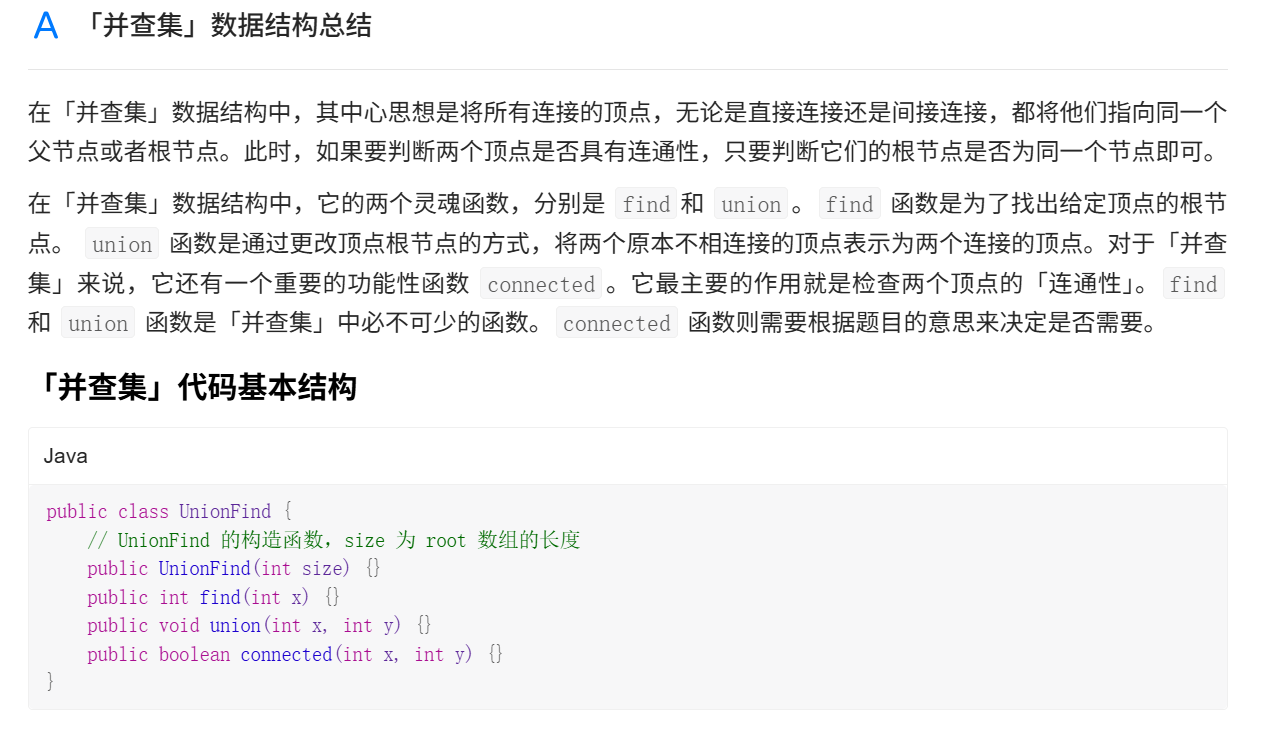 A 「并查集」数据结构总结
在「并查集」数据结构中，其中心思想是将所有连接的顶点，无论是直接连接还是间接连接，都将他们指向同一个
父节点或者根节点。此时，如果要判断两个顶点是否具有连通性，只要判断它们的根节点是否为同一个节点即可。
在「并查集」数据结构中，它的两个灵魂函数，分别是 find 和 union 。 find 函数是为了找出给定顶点的根节
点。 union 函数是通过更改顶点根节点的方式，将两个原本不相连接的顶点表示为两个连接的顶点。对于「并查
集」来说，它还有一个重要的功能性函数 connected 。它最主要的作用就是检查两个顶点的「连通性」。 find
和 union 函数是「并查集」中必不可少的函数。 connected 函数则需要根据题目的意思来决定是否需要。
「并查集」代码基本结构
Java
public class UnionFind {
    // UnionFind 的构造函数，size 为 root 数组的长度
    public UnionFind(int size) {}
    public int find(int x) {}
    public void union(int x, int y) {}
    public boolean connected(int x, int y) {}
}